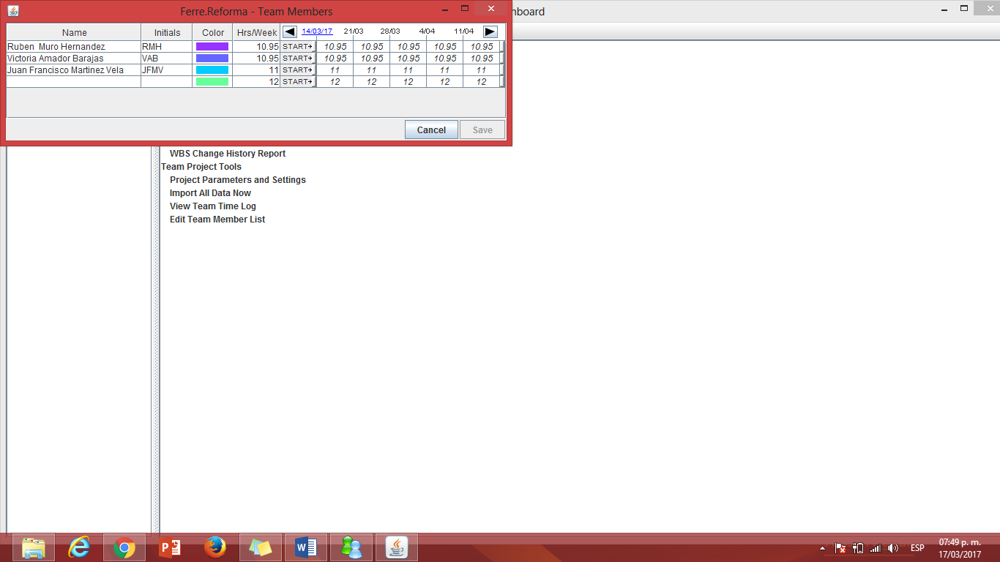 Ferre.Reforma - Team Members
hboard
Name Initials Color Hrs/Week 14/03/17 21/03 28/03 4/04 11/04
Ruben  Muro Hernandez RMH 10.95 START 10.95 10.95 10.95 10.95 10.95
Victoria Amador Barajas VAB 10.95 START 10.95 10.95 10.95 10.95 10.95
Juan Francisco Martinez Vela JFMV 11 START 11 11 11 11 11
12 START 12 12 12 12 12
Cancel Save
WBS Change History Report
Team Project Tools
Project Parameters and Settings
Import All Data Now
View Team Time Log
Edit Team Member List
ESP
07:49 p. m.
17/03/2017